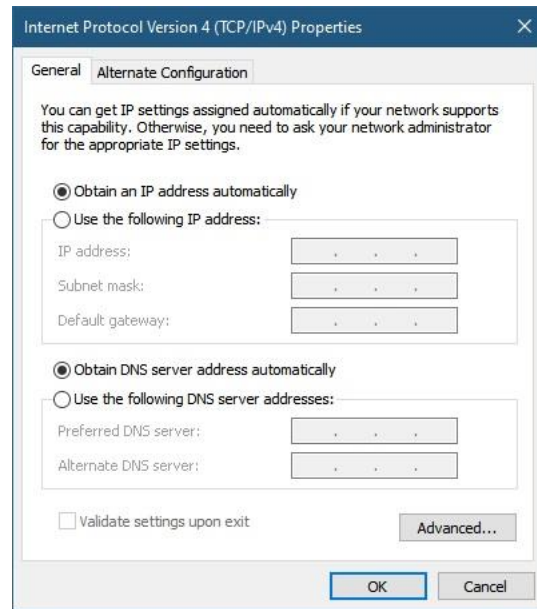 Internet Protocol Version 4 (TCP/IPv4) Properties
General Alternate Configuration
You can get IP settings assigned automatically if your network supports
this capability. Otherwise, you need to ask your network administrator
for the appropriate IP settings.
Obtain an IP address automatically
Use the following IP address:
IP address: . . .
Subnet mask: . . .
Default gateway: . . .
Obtain DNS server address automatically
Use the following DNS server addresses:
Preferred DNS server: . . .
Alternate DNS server: . . .
Validate settings upon exit
Advanced...
OK Cancel